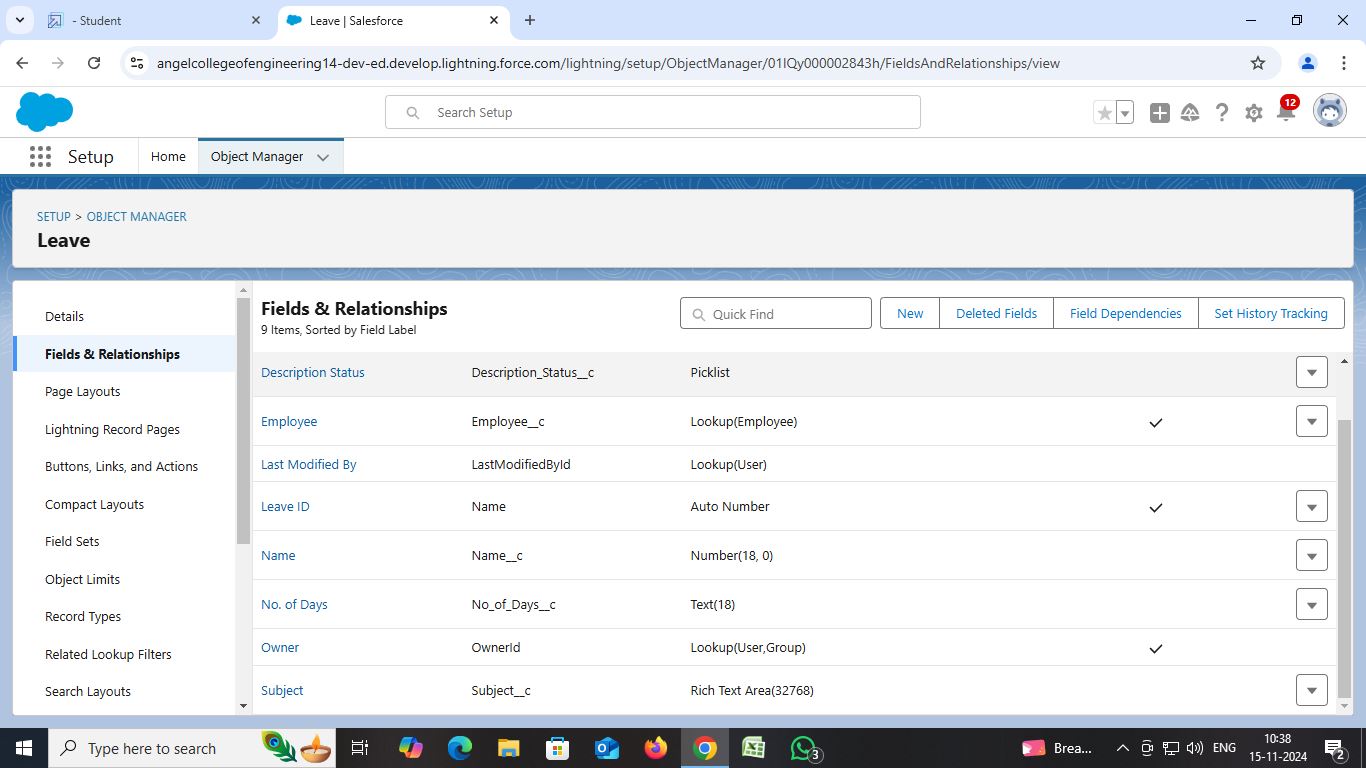 - Student
Leave | Salesforce
angelcollegeofengineering14-dev-ed.develop.lightning.force.com/lightning/setup/ObjectManager/01IQy000002843h/FieldsAndRelationships/view
Search Setup
12
Setup
Home
Object Manager
SETUP > OBJECT MANAGER
Leave
Details
Fields & Relationships
Page Layouts
Lightning Record Pages
Buttons, Links, and Actions
Compact Layouts
Field Sets
Object Limits
Record Types
Related Lookup Filters
Search Layouts
Fields & Relationships
9 Items, Sorted by Field Label
Quick Find
New
Deleted Fields
Field Dependencies
Set History Tracking
Description Status Description_Status__c Picklist
Employee Employee__c Lookup(Employee)
Last Modified By LastModifiedById Lookup(User)
Leave ID Name Auto Number
Name Name__c Number(18, 0)
No. of Days No_of_Days__c Text(18)
Owner OwnerId Lookup(User,Group)
Subject Subject__c Rich Text Area(32768)
Type here to search
3
Brea...
ENG
10:38
15-11-2024
2